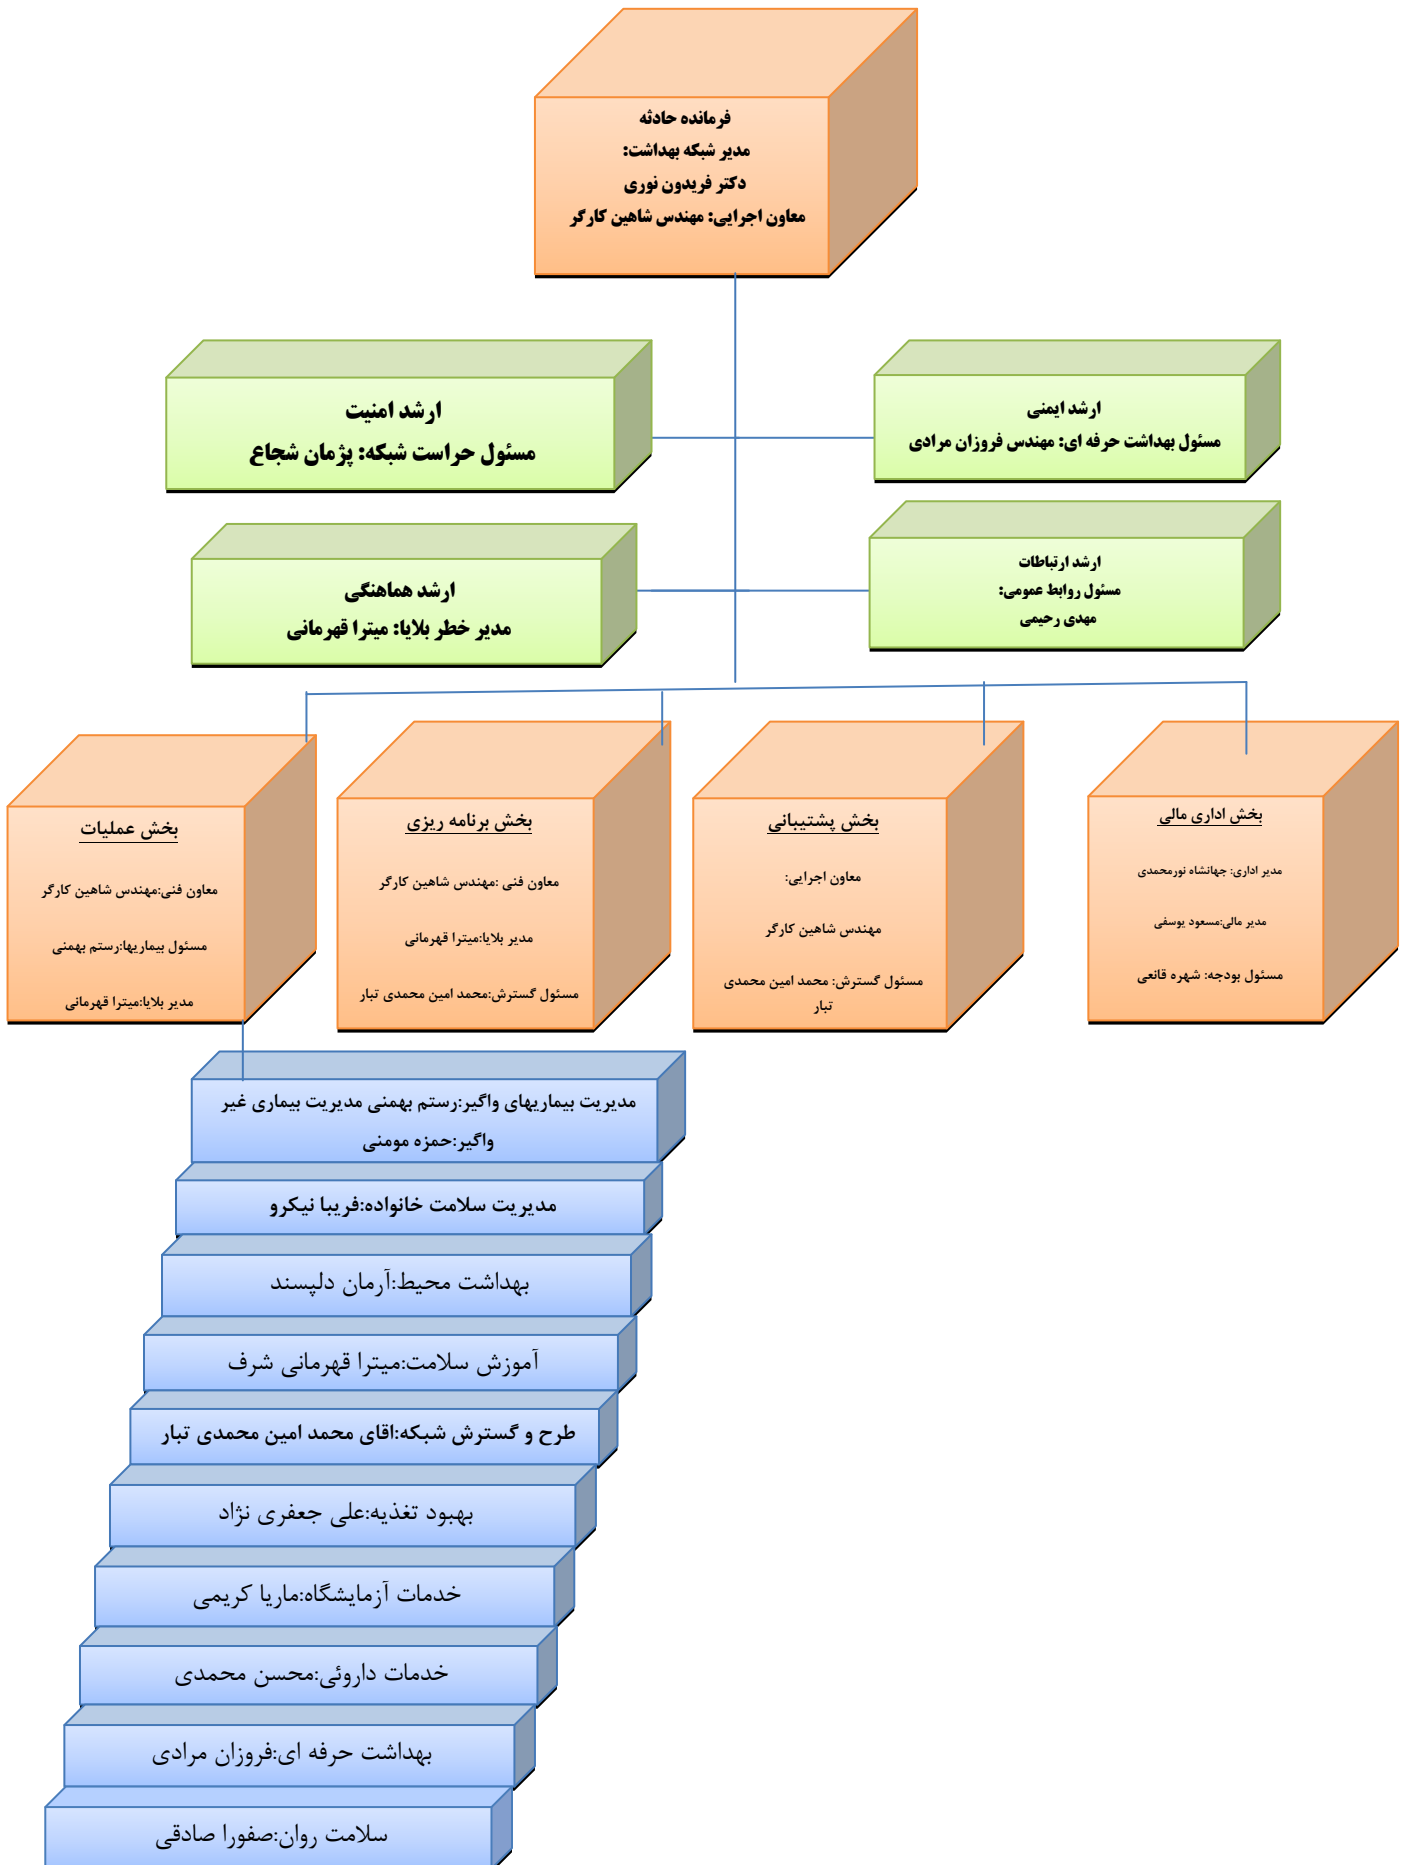 فرمانده حادثه
مدیر شبکه بهداشت:
دکتر فریدون نوری
معاون اجرایی: مهندس شاهین کارگر
ارشد ایمنی
مسئول بهداشت حرفه ای: مهندس فروزان مرادی
ارشد امنیت
مسئول حراست شبکه: پژمان شجاع
ارشد ارتباطات
مسئول روابط عمومی:
مهدی رحیمی
ارشد هماهنگی
مدیر خطر بلایا: میترا قهرمانی
بخش اداری مالی
مدیر اداری: جهانشاه نورمحمدی
مدیر مالی:مسعود یوسفی
مسئول بودجه: شهره قانعی
بخش پشتیبانی
معاون اجرایی:
مهندس شاهین کارگر
مسئول گسترش: محمد امین محمدی
تبار
بخش برنامه ریزی
معاون فنی :مهندس شاهین کارگر
مدیر بلایا:میترا قهرمانی
مسئول گسترش:محمد امین محمدی تبار
بخش عملیات
معاون فنی:مهندس شاهین کارگر
مسئول بیماریها:رستم بهمنی
مدیر بلایا:میترا قهرمانی
مدیریت بیماریهای واگیر:رستم بهمنی مدیریت بیماری غیر
واگیر:حمزه مومنی
مدیریت سلامت خانواده:فریبا نیکرو
بهداشت محیط:آرمان دلپسند
آموزش سلامت:میترا قهرمانی شرف
طرح و گسترش شبکه:اقای محمد امین محمدی تبار
بهبود تغذیه:علی جعفری نژاد
خدمات آزمایشگاه:ماریا کریمی
خدمات داروئی:محسن محمدی
بهداشت حرفه ای:فروزان مرادی
سلامت روان:صفورا صادقی